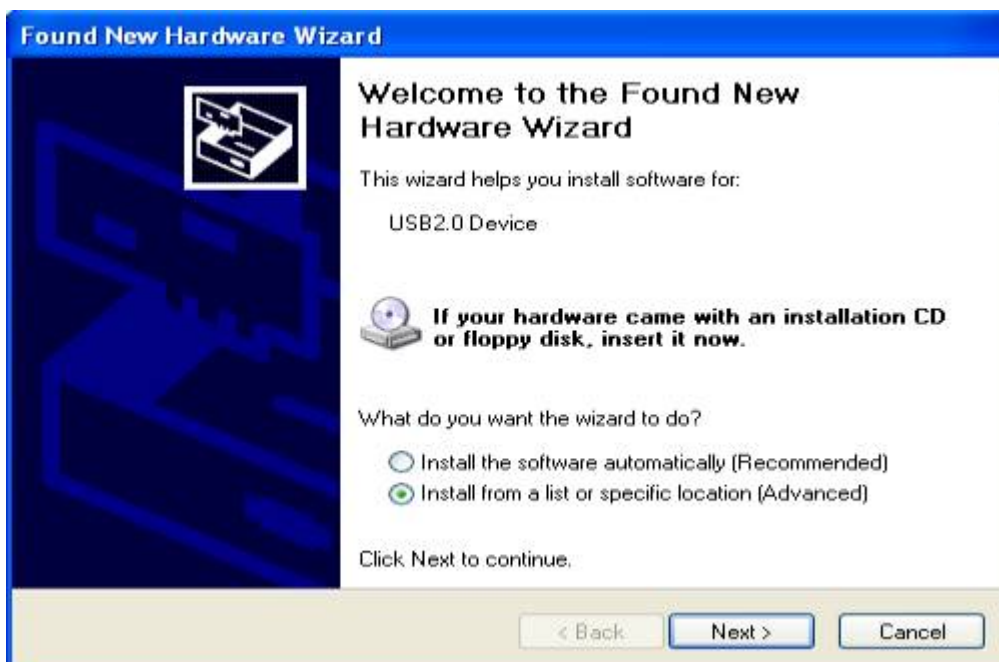 Found New Hardware Wizard
Welcome to the Found New
Hardware Wizard
This wizard helps you install software for:
USB2.0 Device
If your hardware came with an installation CD
or floppy disk, insert it now.
What do you want the wizard to do?
Install the software automatically (Recommended)
Install from a list or specific location (Advanced)
Click Next to continue.
< Back Next > Cancel